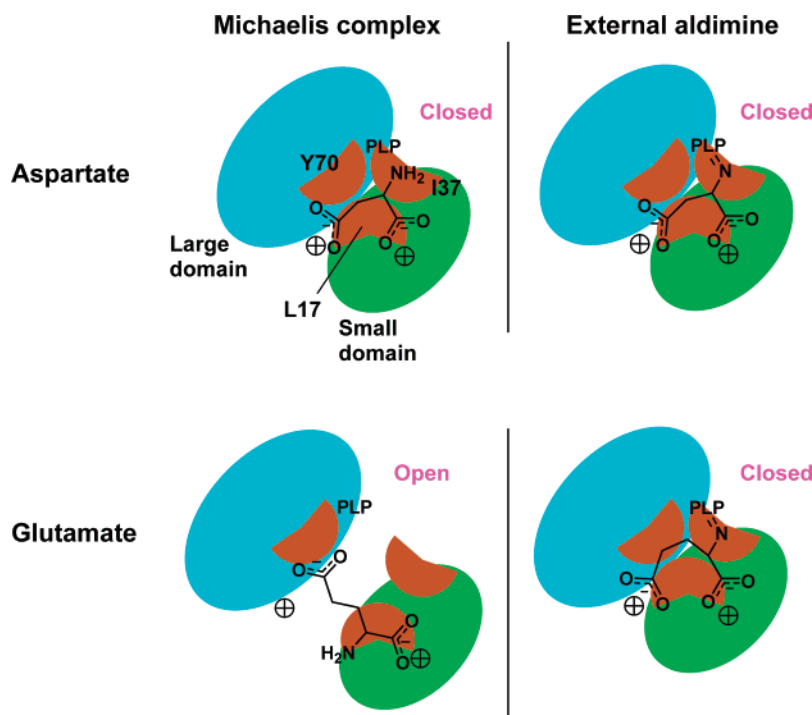 Michaelis complex
External aldimine
Aspartate
Closed
PLP
Y70
NH2
I37
O
O
O
O
−
−
⊕
⊕
Large
domain
L17
Small
domain
Closed
PLP
N
O
O
O
O
−
−
⊕
⊕
Glutamate
Open
PLP
O
O
−
⊕
H2N
O
O
−
⊕
Closed
PLP
N
O
O
O
O
−
−
⊕
⊕